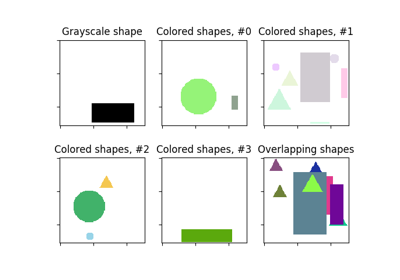 Grayscale shape
Colored shapes, #0
Colored shapes, #1
Colored shapes, #2
Colored shapes, #3
Overlapping shapes